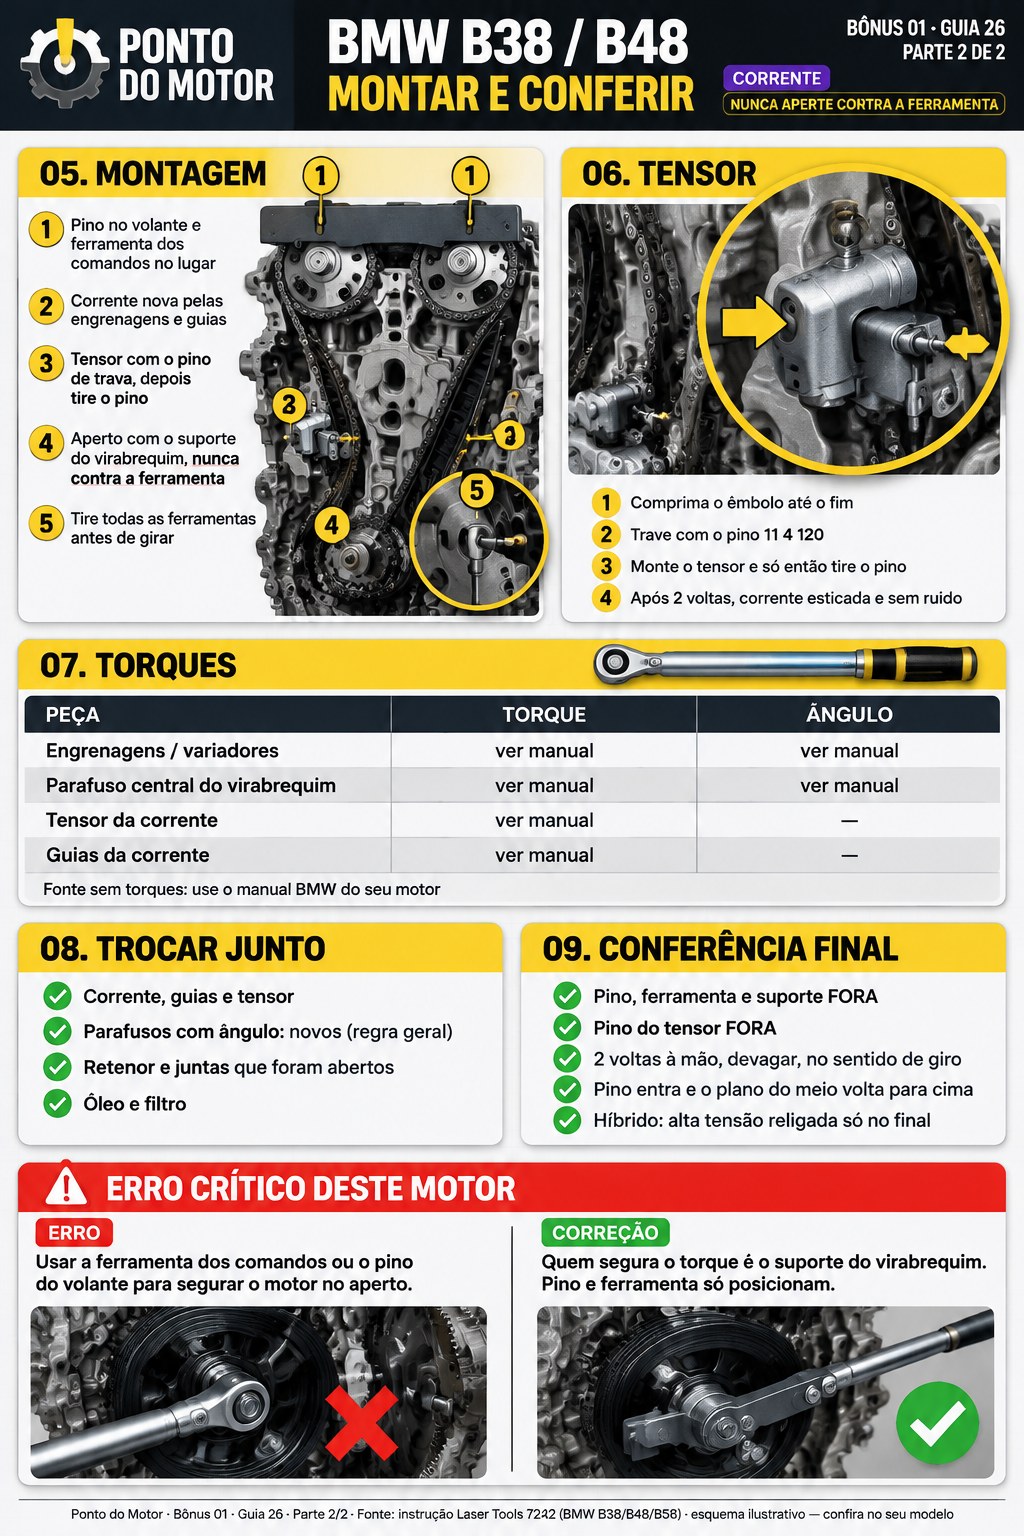 PONTO
DO MOTOR
BMW B38 / B48
MONTAR E CONFERIR
BÔNUS 01 · GUIA 26
PARTE 2 DE 2
CORRENTE
NUNCA APERTE CORTRA A FERRAMENTA
05. MONTAGEM
1
1
1 Pino no volante e
ferramenta dos
comandos no lugar
2 Corrente nova pelas
engrenagens e guias
3 Tensor com o pino
de trava, depois
tire o pino
4 Aperto com o suporte
do virabrequim, nunca
contra a ferramenta
5 Tire todas as ferramentas
antes de girar
3
4
5
06. TENSOR
1 Comprima o êmbolo até o fim
2 Trave com o pino 11 4 120
3 Monte o tensor e só então tire o pino
4 Após 2 voltas, corrente esticada e sem ruido
07. TORQUES
PEÇA TORQUE ÃNGULO
Engrenagens / variadores ver manual ver manual
Parafuso central do virabrequim ver manual ver manual
Tensor da corrente ver manual —
Guias da corrente ver manual —
Fonte sem torques: use o manual BMW do seu motor
08. TROCAR JUNTO
Corrente, guias e tensor
Parafusos com ângulo: novos (regra geral)
Retenor e juntas que foram abertos
Óleo e filtro
09. CONFERÊNCIA FINAL
Pino, ferramenta e suporte FORA
Pino do tensor FORA
2 voltas à mão, devagar, no sentido de giro
Pino entra e o plano do meio volta para cima
Híbrido: alta tensão religada só no final
ERRO CRÍTICO DESTE MOTOR
ERRO
Usar a ferramenta dos comandos ou o pino
do volante para segurar o motor no aperto.
CORREÇÃO
Quem segura o torque é o suporte do virabrequim.
Pino e ferramenta só posicionam.
Ponto do Motor · Bônus 01 · Guia 26 · Parte 2/2 · Fonte: instrução Laser Tools (BMW B38/B48/B58) · esquema ilustrativo — confira no seu modelo